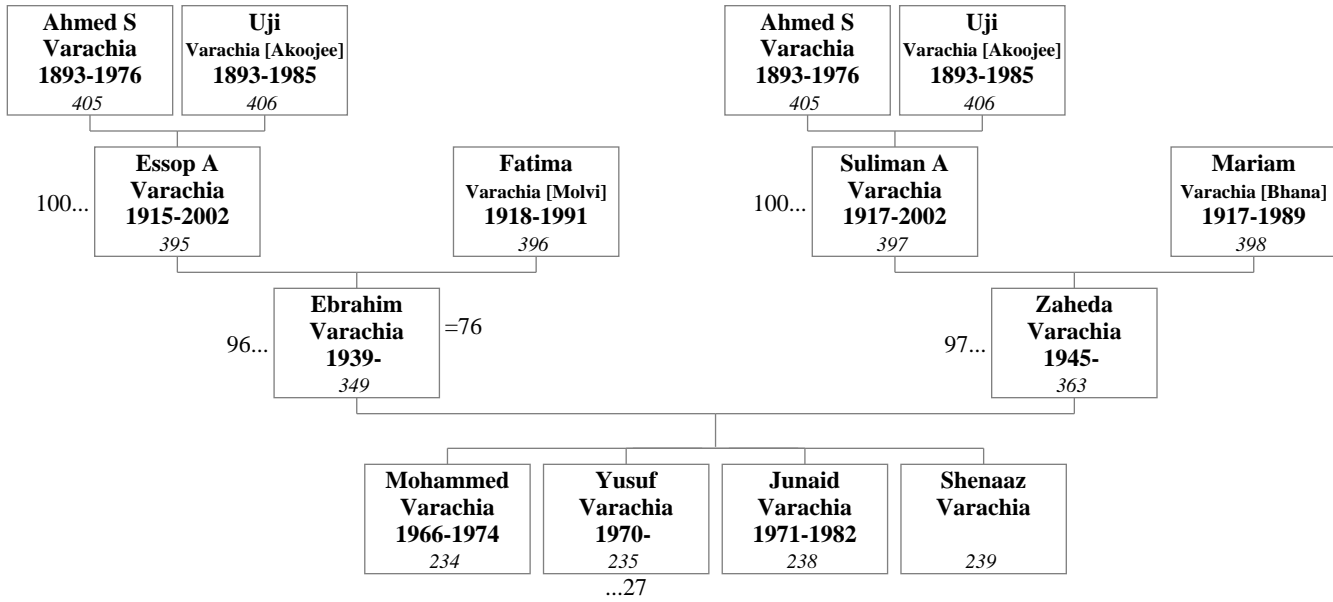 Ahmed S
Varachia
1893-1976
405
Uji
Varachia [Akoojee]
1893-1985
406
Ahmed S
Varachia
1893-1976
405
Uji
Varachia [Akoojee]
1893-1985
406
100...
Essop A
Varachia
1915-2002
395
Fatima
Varachia [Molvi]
1918-1991
396
100...
Suliman A
Varachia
1917-2002
397
Mariam
Varachia [Bhana]
1917-1989
398
96...
Ebrahim
Varachia
1939-
349
=76
97...
Zaheda
Varachia
1945-
363
Mohammed
Varachia
1966-1974
234
Yusuf
Varachia
1970-
235
...27
Junaid
Varachia
1971-1982
238
Shenaaz
Varachia
239